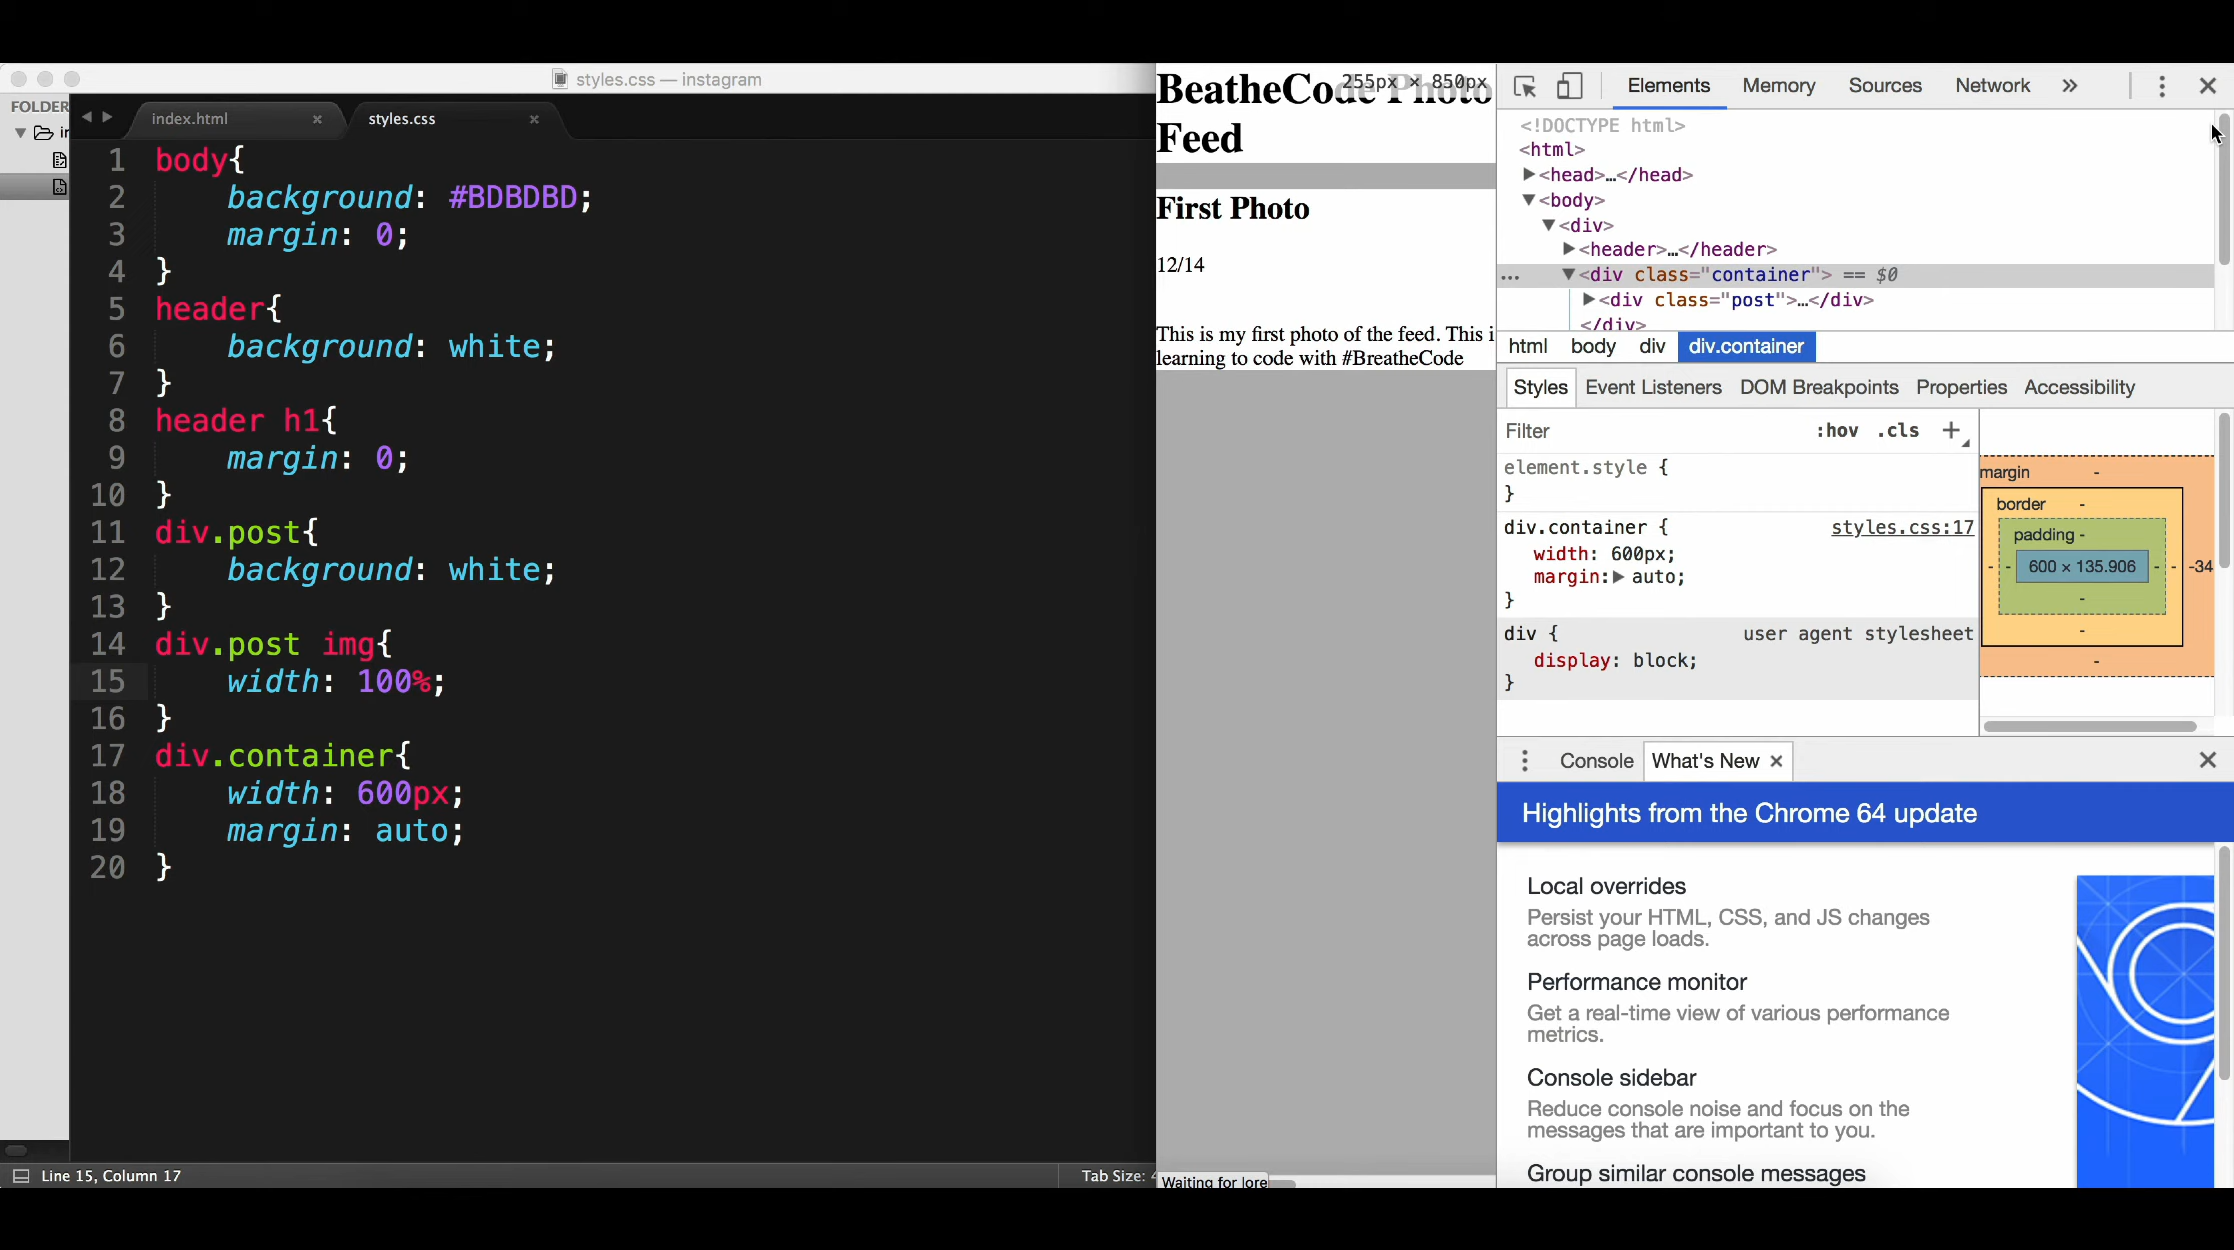 styles.css — instagram
FOLDER
index.html
styles.css
1 body{
2 background: #BDBDBD;
3 margin: 0;
4 }
5 header{
6 background: white;
7 }
8 header h1{
9 margin: 0;
10 }
11 div.post{
12 background: white;
13 }
14 div.post img{
15 width: 100%;
16 }
17 div.container{
18 width: 600px;
19 margin: auto;
20 }
Line 15, Column 17
Tab Size: 4
BeatheCode Photo
Feed
255px × 850px
First Photo
12/14
This is my first photo of the feed. This i
learning to code with #BreatheCode
Waiting for lore
Elements Memory Sources Network »
<!DOCTYPE html>
<html>
▶<head>…</head>
▼<body>
▼<div>
▶<header>…</header>
… ▼<div class="container"> == $0
▶<div class="post">…</div>
</div>
html body div div.container
Styles Event Listeners DOM Breakpoints Properties Accessibility
Filter :hov .cls +
element.style {
}
div.container { styles.css:17
width: 600px;
margin:▶ auto;
}
div { user agent stylesheet
display: block;
}
margin -
border -
padding -
- - 600 × 135.906 - - -34
-
-
-
Console What's New ×
Highlights from the Chrome 64 update
Local overrides
Persist your HTML, CSS, and JS changes
across page loads.
Performance monitor
Get a real-time view of various performance
metrics.
Console sidebar
Reduce console noise and focus on the
messages that are important to you.
Group similar console messages